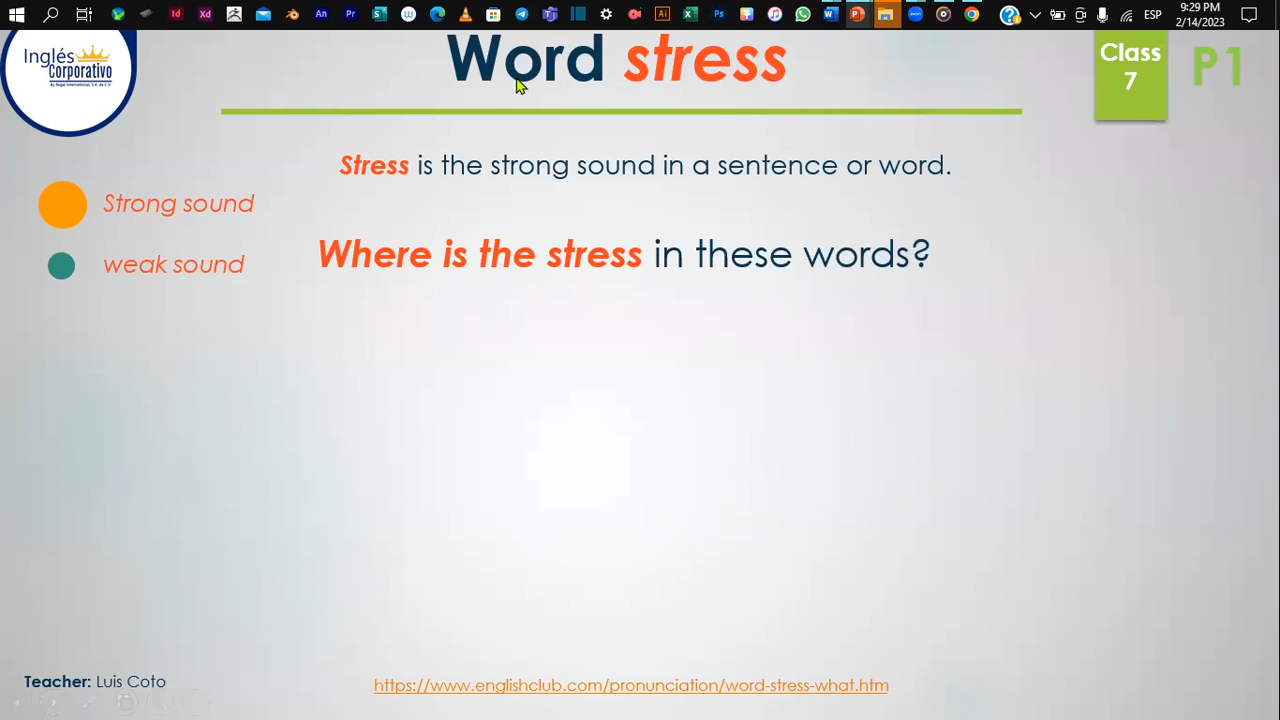 9:29 PM
ESP
2/14/2023
Inglés
Corporativo
Word stress
Class
7
P1
Stress is the strong sound in a sentence or word.
Strong sound
Where is the stress in these words?
weak sound
Teacher: Luis Coto
https://www.englishclub.com/pronunciation/word-stress-what.htm